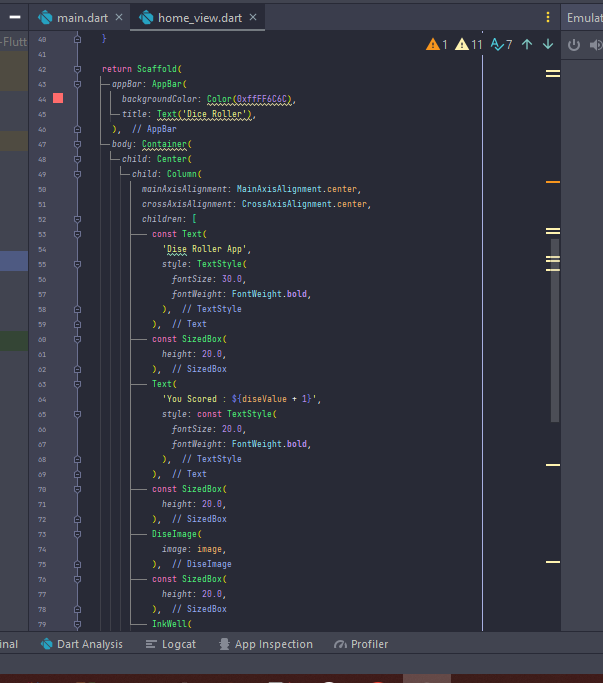 main.dart
home_view.dart
Emulat
-Flutt
1 11 7
40 }
41
42 return Scaffold(
43 appBar: AppBar(
44 backgroundColor: Color(0xffFF6C6C),
45 title: Text('Dice Roller'),
46 ), // AppBar
47 body: Container(
48 child: Center(
49 child: Column(
50 mainAxisAlignment: MainAxisAlignment.center,
51 crossAxisAlignment: CrossAxisAlignment.center,
52 children: [
53 const Text(
54 'Dise Roller App',
55 style: TextStyle(
56 fontSize: 30.0,
57 fontWeight: FontWeight.bold,
58 ), // TextStyle
59 ), // Text
60 const SizedBox(
61 height: 20.0,
62 ), // SizedBox
63 Text(
64 'You Scored : ${diseValue + 1}',
65 style: const TextStyle(
66 fontSize: 20.0,
67 fontWeight: FontWeight.bold,
68 ), // TextStyle
69 ), // Text
70 const SizedBox(
71 height: 20.0,
72 ), // SizedBox
73 DiseImage(
74 image: image,
75 ), // DiseImage
76 const SizedBox(
77 height: 20.0,
78 ), // SizedBox
79 InkWell(
inal Dart Analysis Logcat App Inspection Profiler